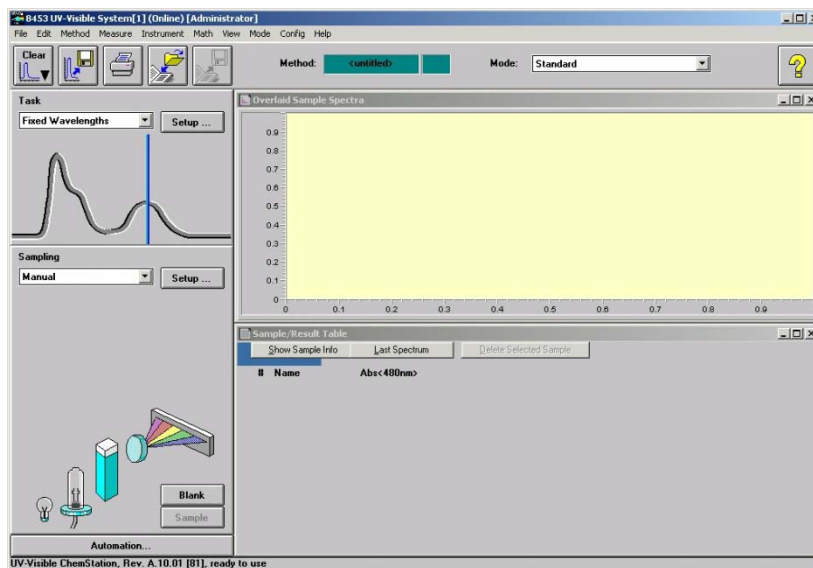 8453 UV-Visible System[1] (Online) [Administrator]
File Edit Method Measure Instrument Math View Mode Config Help
Clear
Method: <untitled> Mode: Standard
Task
Fixed Wavelengths Setup ...
Sampling
Manual Setup ...
Blank
Sample
Automation...
Overlaid Sample Spectra
0.9
0.8
0.7
0.6
0.5
0.4
0.3
0.2
0.1
0
0 0.1 0.2 0.3 0.4 0.5 0.6 0.7 0.8 0.9
Sample/Result Table
Show Sample Info Last Spectrum Delete Selected Sample
# Name Abs<480nm>
UV-Visible ChemStation, Rev. A.10.01 [81], ready to use